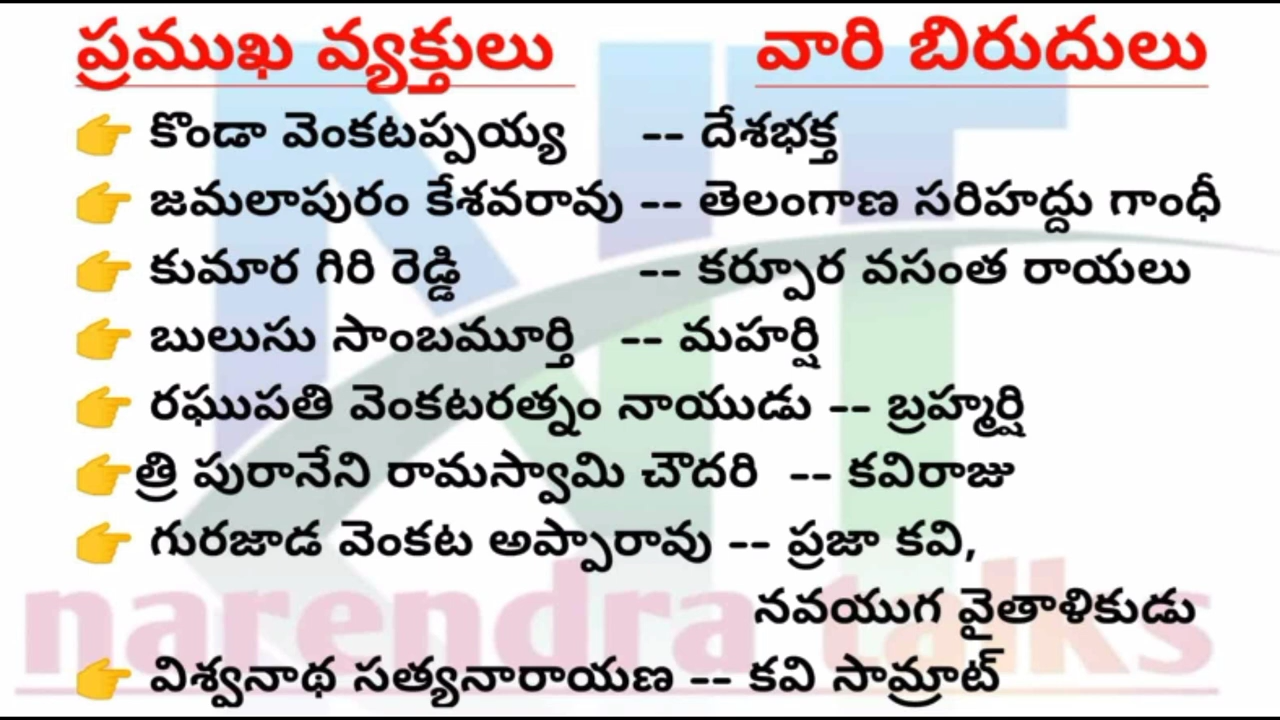 ప్రముఖ వ్యక్తులు వారి బిరుదులు
👉 కొండా వెంకటప్పయ్య -- దేశభక్త
👉 జమలాపురం కేశవరావు -- తెలంగాణ సరిహద్దు గాంధీ
👉 కుమార గిరి రెడ్డి -- కర్పూర వసంత రాయలు
👉 బులుసు సాంబమూర్తి -- మహర్షి
👉 రఘుపతి వెంకటరత్నం నాయుడు -- బ్రహ్మర్షి
👉త్రి పురానేని రామస్వామి చౌదరి -- కవిరాజు
👉 గురజాడ వెంకట అప్పారావు -- ప్రజా కవి,
నవయుగ వైతాళికుడు
narendra talks
👉 విశ్వనాథ సత్యనారాయణ -- కవి సామ్రాట్